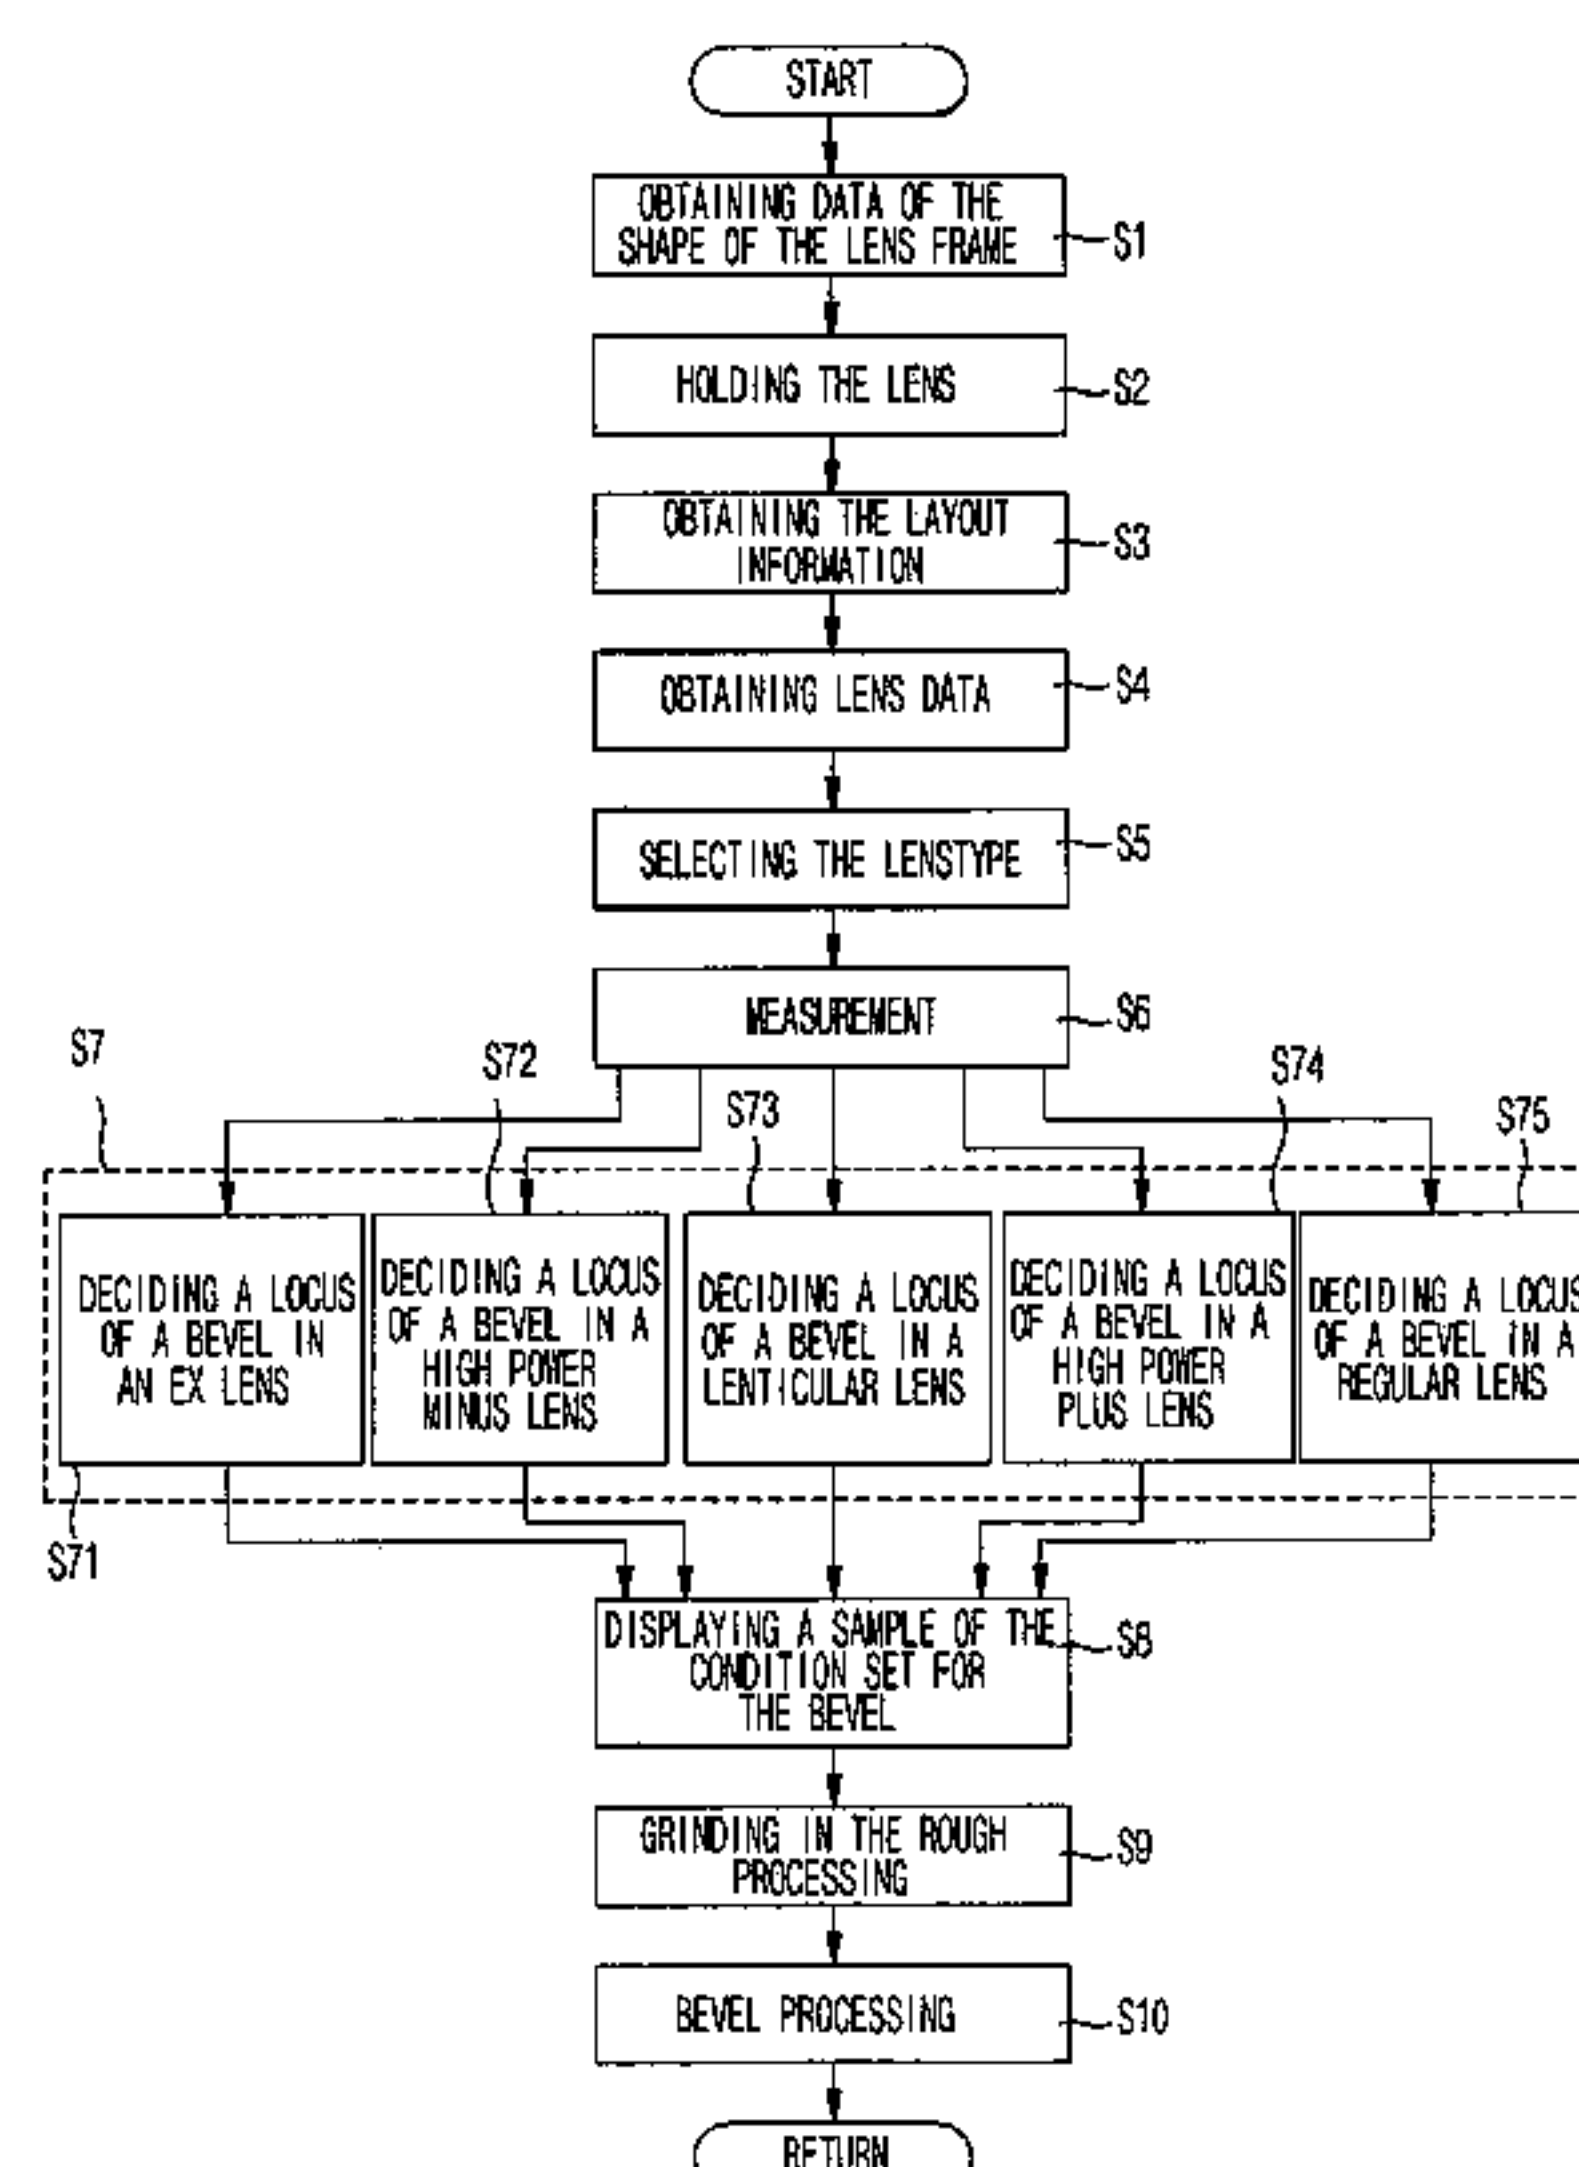 START
OBTAINING DATA OF THE
SHAPE OF THE LENS FRAME
S1
HOLDING THE LENS
S2
OBTAINING THE LAYOUT
INFORMATION
S3
OBTAINING LENS DATA
S4
SELECTING THE LENSTYPE
S5
MEASUREMENT
S6
S7
S72
S73
S74
S75
DECIDING A LOCUS
OF A BEVEL IN
AN EX LENS
DECIDING A LOCUS
OF A BEVEL IN A
HIGH POWER
MINUS LENS
DECIDING A LOCUS
OF A BEVEL IN A
LENTICULAR LENS
DECIDING A LOCUS
OF A BEVEL IN A
HIGH POWER
PLUS LENS
DECIDING A LOCUS
OF A BEVEL IN A
REGULAR LENS
S71
DISPLAYING A SAMPLE OF THE
CONDITION SET FOR
THE BEVEL
S8
GRINDING IN THE ROUGH
PROCESSING
S9
BEVEL PROCESSING
S10
RETURN